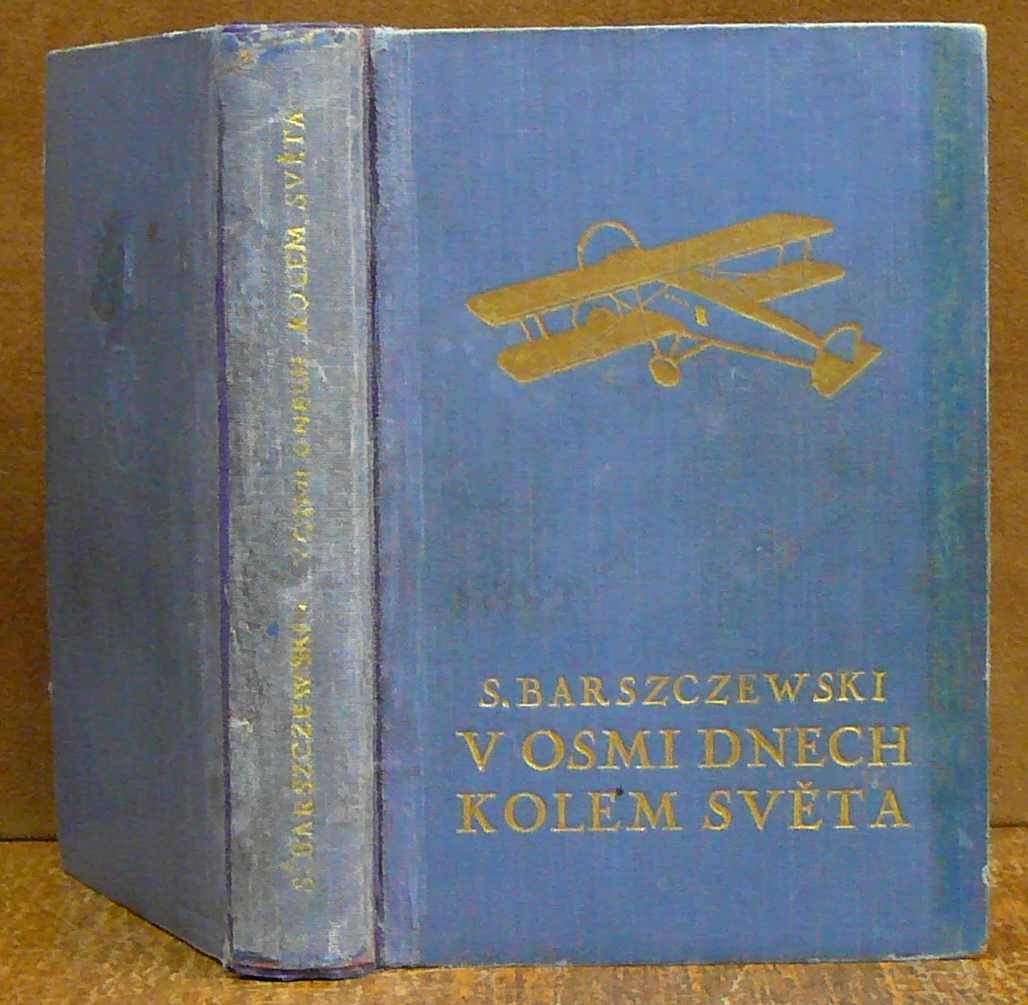 S. BARSZCZEWSKI
V OSMI DNECH
KOLEM SVĚTA
S. BARSZCZEWSKI: V OSMI DNECH KOLEM SVĚTA